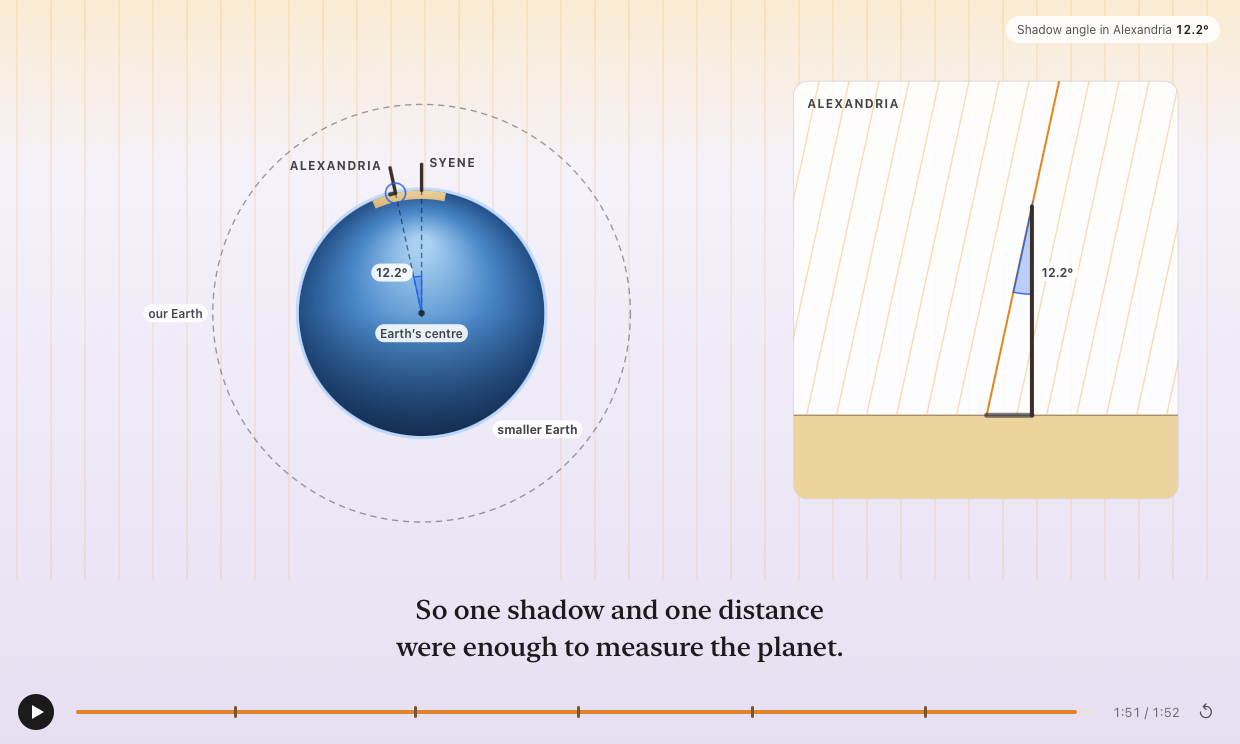 Shadow angle in Alexandria 12.2°
ALEXANDRIA
SYENE
12.2°
Earth's centre
our Earth
smaller Earth
ALEXANDRIA
12.2°
So one shadow and one distance
were enough to measure the planet.
1:51 / 1:52